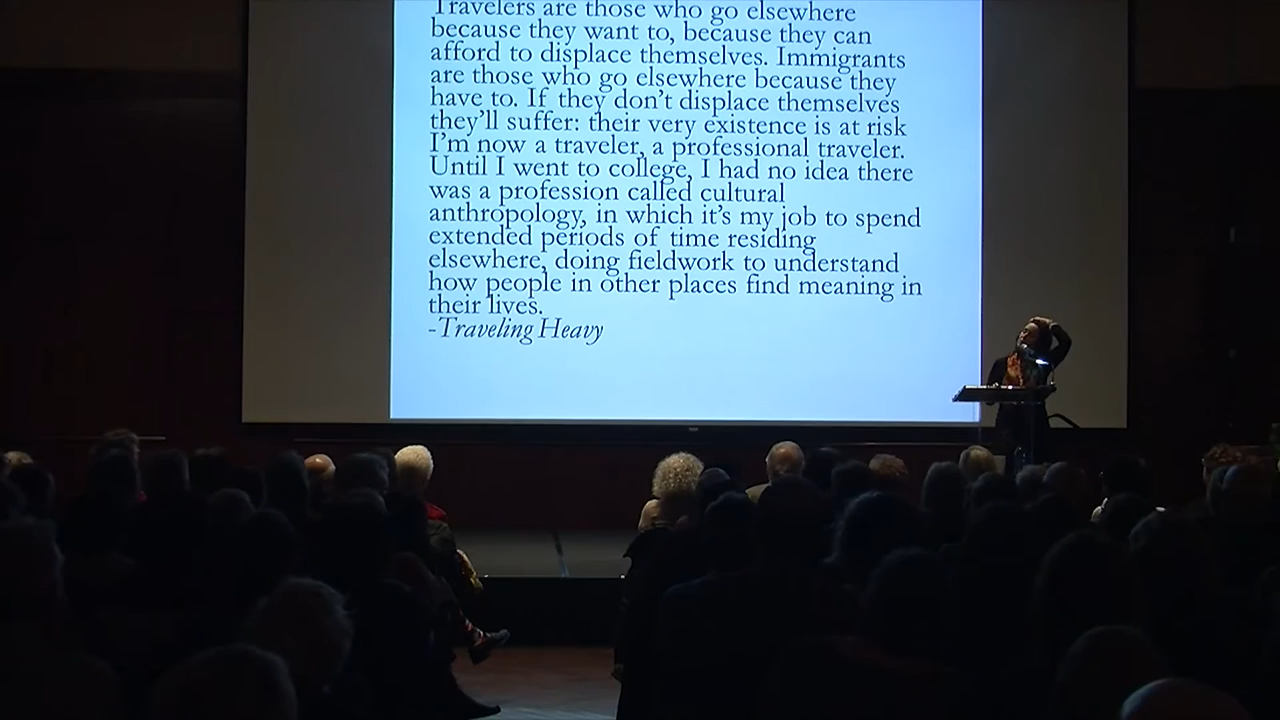 Travelers are those who go elsewhere
because they want to, because they can
afford to displace themselves. Immigrants
are those who go elsewhere because they
have to. If they don't displace themselves
they'll suffer: their very existence is at risk
I'm now a traveler, a professional traveler.
Until I went to college, I had no idea there
was a profession called cultural
anthropology, in which it's my job to spend
extended periods of time residing
elsewhere, doing fieldwork to understand
how people in other places find meaning in
their lives.
-Traveling Heavy